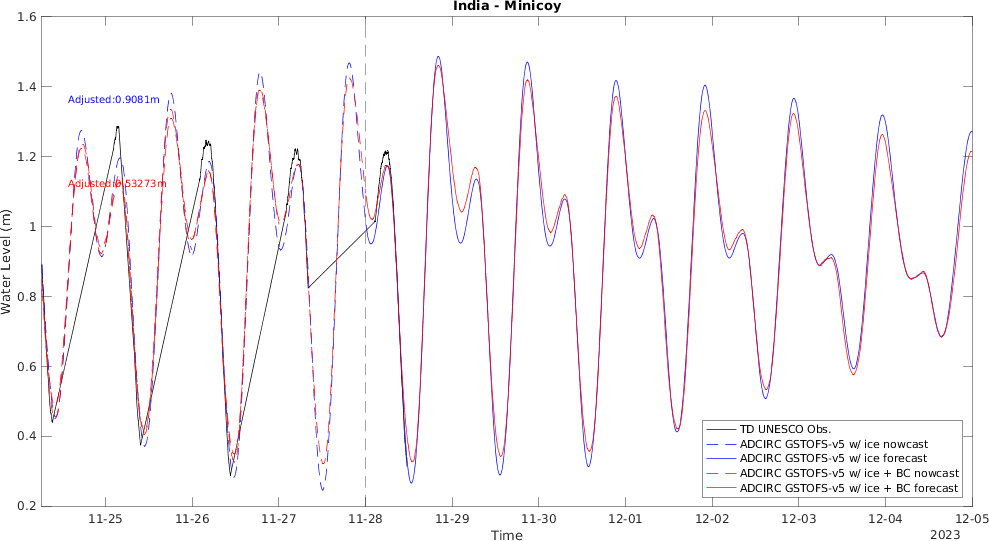 India - Minicoy
1.6
1.4
1.2
1
0.8
0.6
0.4
0.2
Water Level (m)
Adjusted:0.9081m
Adjusted:0.53273m
TD UNESCO Obs.
ADCIRC GSTOFS-v5 w/ ice nowcast
ADCIRC GSTOFS-v5 w/ ice forecast
ADCIRC GSTOFS-v5 w/ ice + BC nowcast
ADCIRC GSTOFS-v5 w/ ice + BC forecast
11-25 11-26 11-27 11-28 11-29 11-30 12-01 12-02 12-03 12-04 12-05
Time
2023